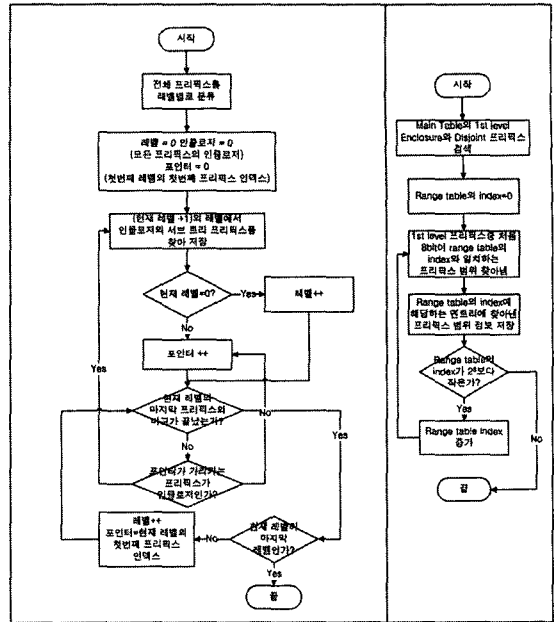 시작
전체 프리픽스를
레벨별로 분류
레벨 = 0 인클로저 = 0
(모든 프리픽스의 인클로저)
포인터 = 0
(첫번째 레벨의 첫번째 프리픽스 인덱스)
(현재 레벨 +1)의 레벨에서
인클로저의 서브 트리 프리픽스를
찾아 저장
현재 레벨=0?
Yes
레벨++
No
포인터 ++
Yes
현재 레벨의
마지막 프리픽스의
비교가 끝났는가?
No
Yes
No
포인터가 가리키는
프리픽스가
인클로저인가?
레벨++
포인터=현재 레벨의
첫번째 프리픽스
인덱스
No
현재 레벨이
마지막
레벨인가?
Yes
끝
시작
Main Table의 1st level
Enclosure와 Disjoint 프리픽스
검색
Range table의 index=0
1st level 프리픽스중 처음
8bit이 range table의
index와 일치하는
프리픽스 범위 찾아냄
Range table의 index에
해당하는 엔트리에 찾아낸
프리픽스 범위 정보 저장
Range table의
index가 2⁸보다
작은가?
Yes
No
Range table index
증가
끝